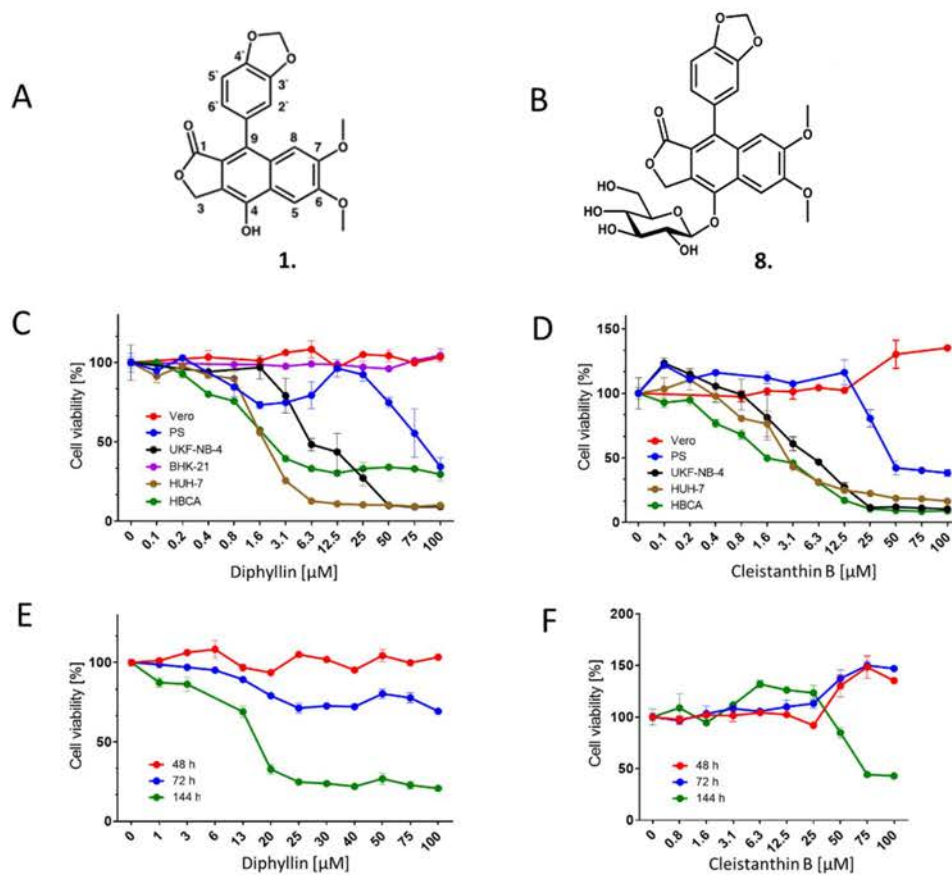 A
O
O
4`
5`
3`
6`
2`
O
1
9
8
7
O
O
3
4
5
6
O
OH
1.
B
O
O
O
O
O
O
HO
HO
HO
O
OH
O
8.
C
Cell viability [%]
100
50
0
Vero
PS
UKF-NB-4
BHK-21
HUH-7
HBCA
0 0.1 0.2 0.4 0.8 1.6 3.1 6.3 12.5 25 50 75 100
Diphyllin [µM]
D
Cell viability [%]
150
100
50
0
Vero
PS
UKF-NB-4
HUH-7
HBCA
0 0.1 0.2 0.4 0.8 1.6 3.1 6.3 12.5 25 50 75 100
Cleistanthin B [µM]
E
Cell viability [%]
100
50
0
48 h
72 h
144 h
0 1 3 6 13 20 25 30 40 50 75 100
Diphyllin [µM]
F
Cell viability [%]
200
150
100
50
0
48 h
72 h
144 h
0 0.8 1.6 3.1 6.3 12.5 25 50 75 100
Cleistanthin B [µM]